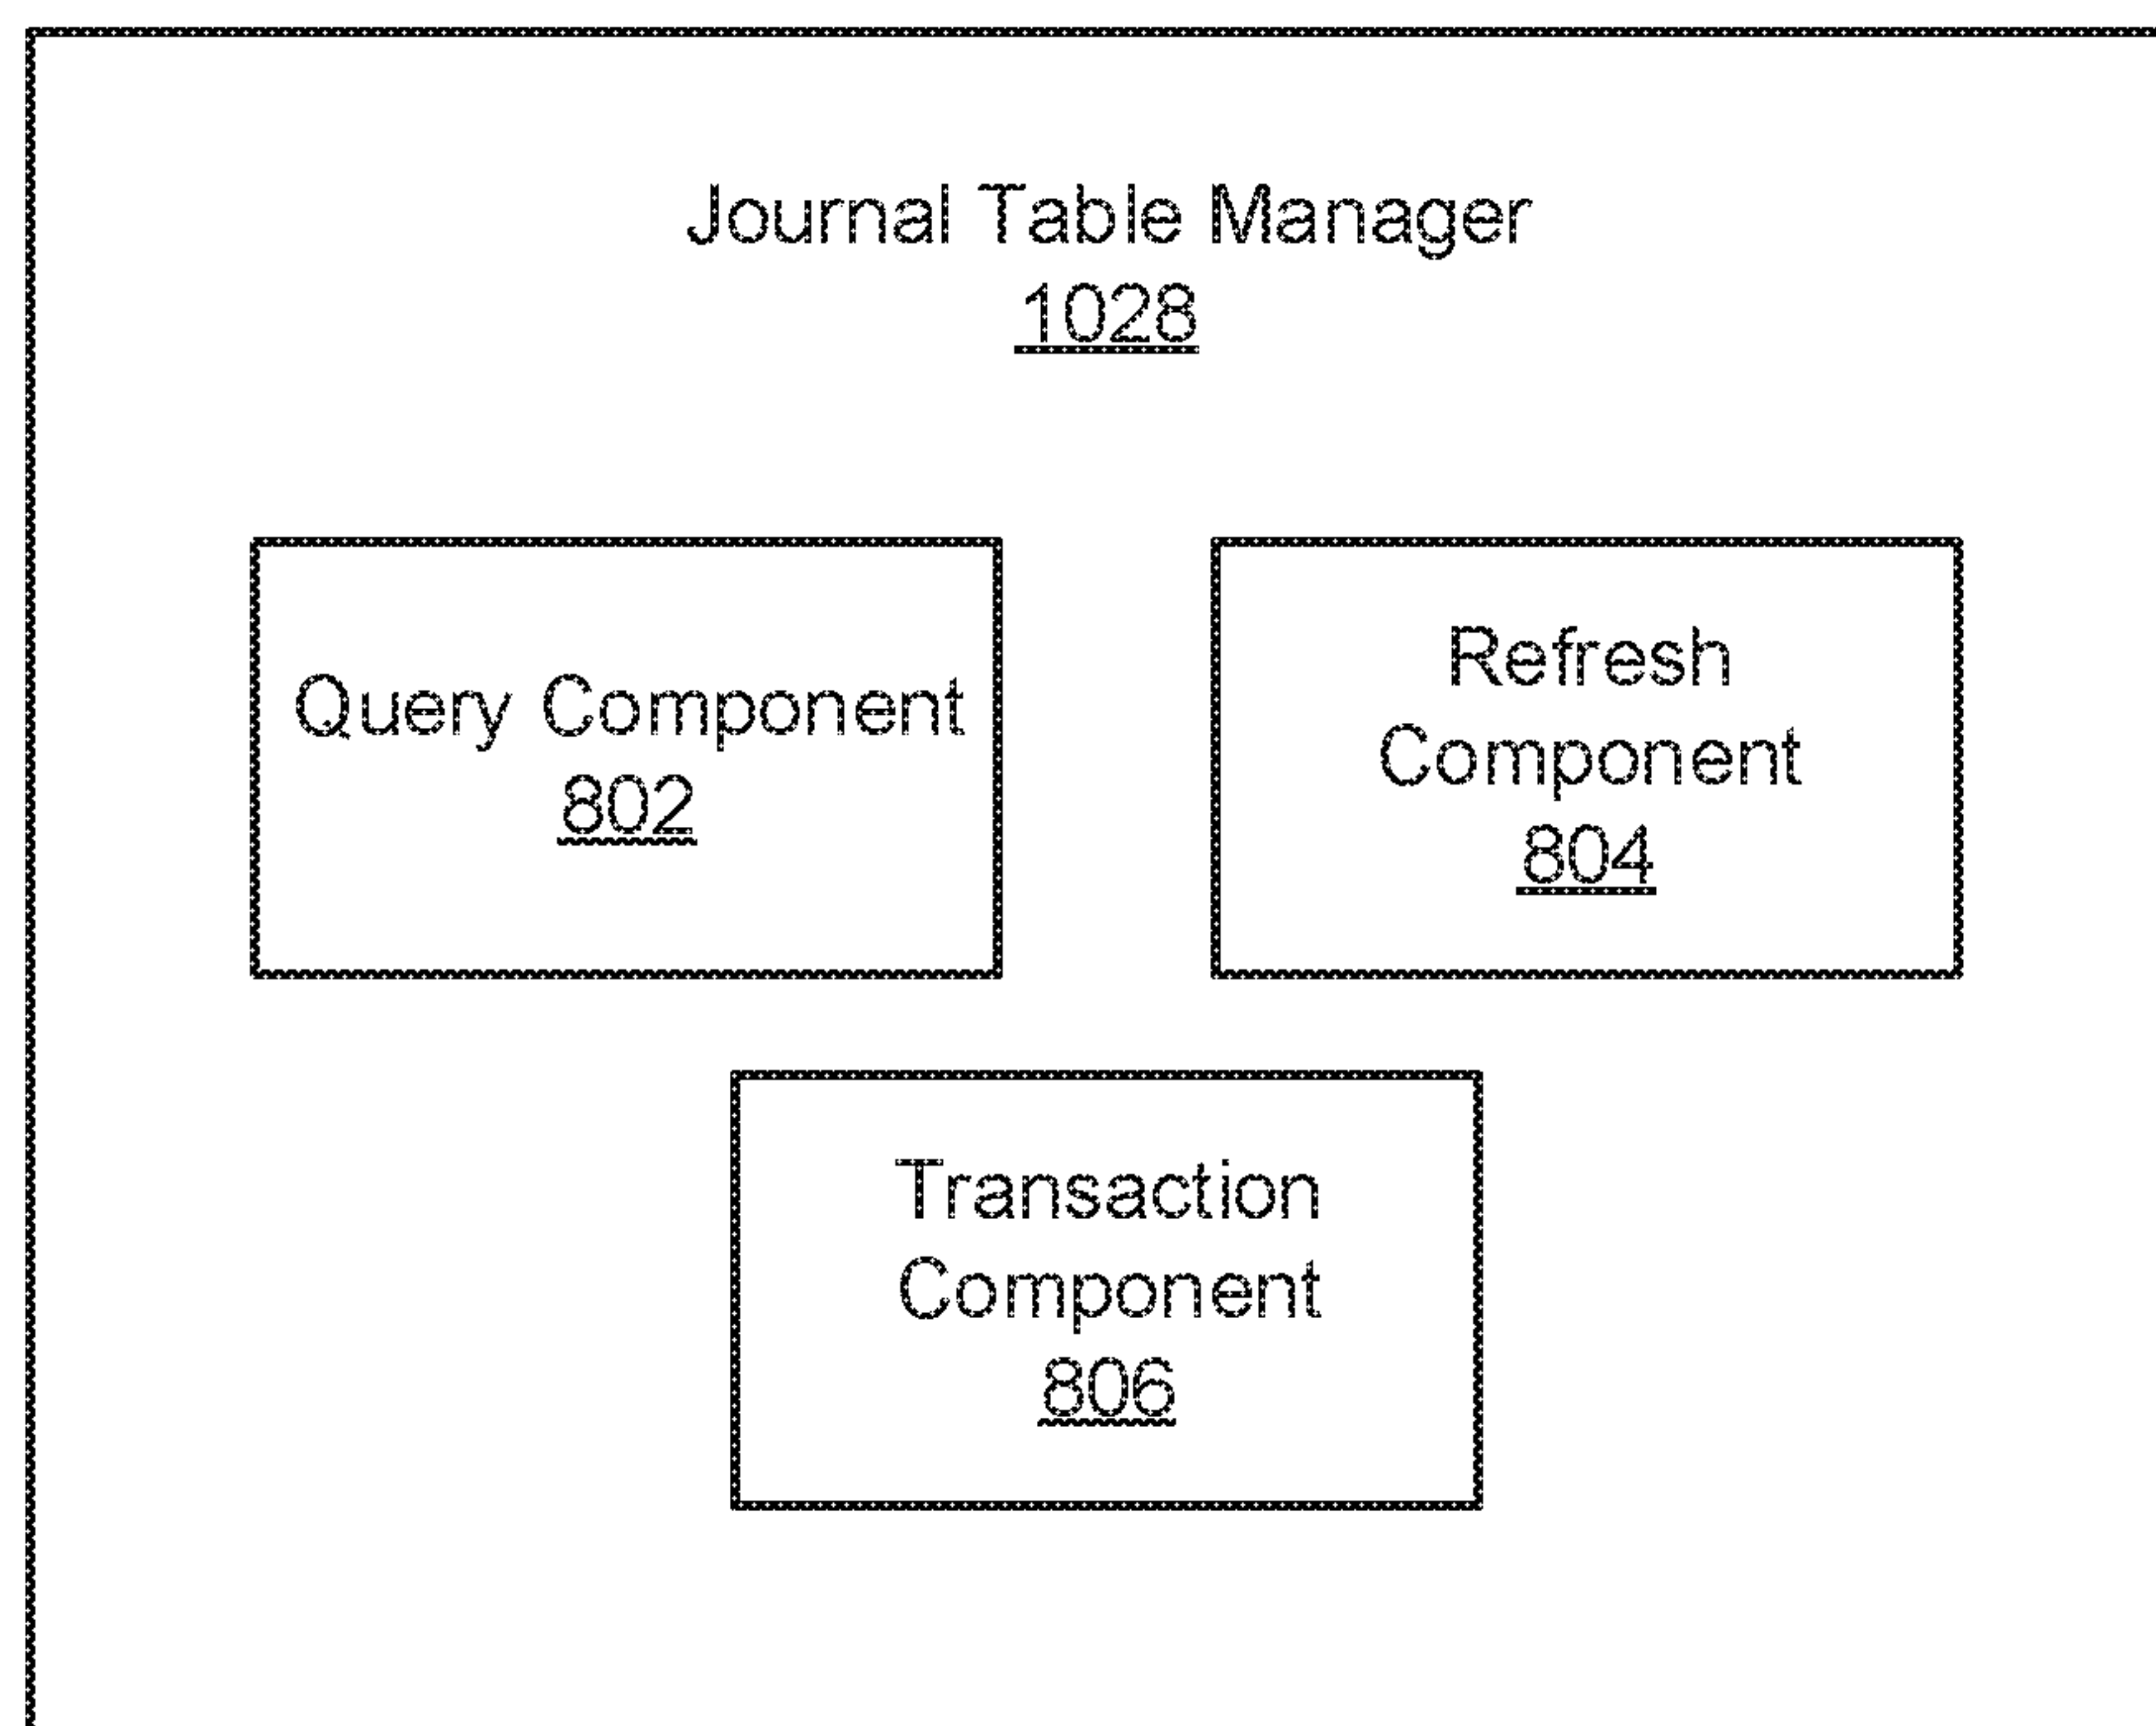 Journal Table Manager
1028
Query Component
802
Refresh
Component
804
Transaction
Component
806